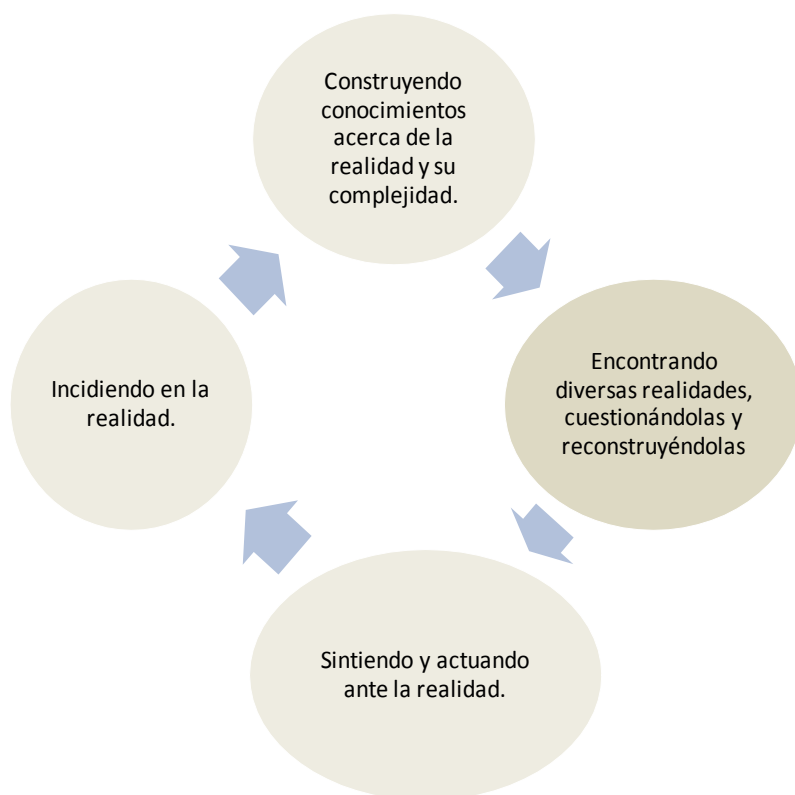 Construyendo
conocimientos
acerca de la
realidad y su
complejidad.
Encontrando
diversas realidades,
cuestionándolas y
reconstruyéndolas
Sintiendo y actuando
ante la realidad.
Incidiendo en la
realidad.